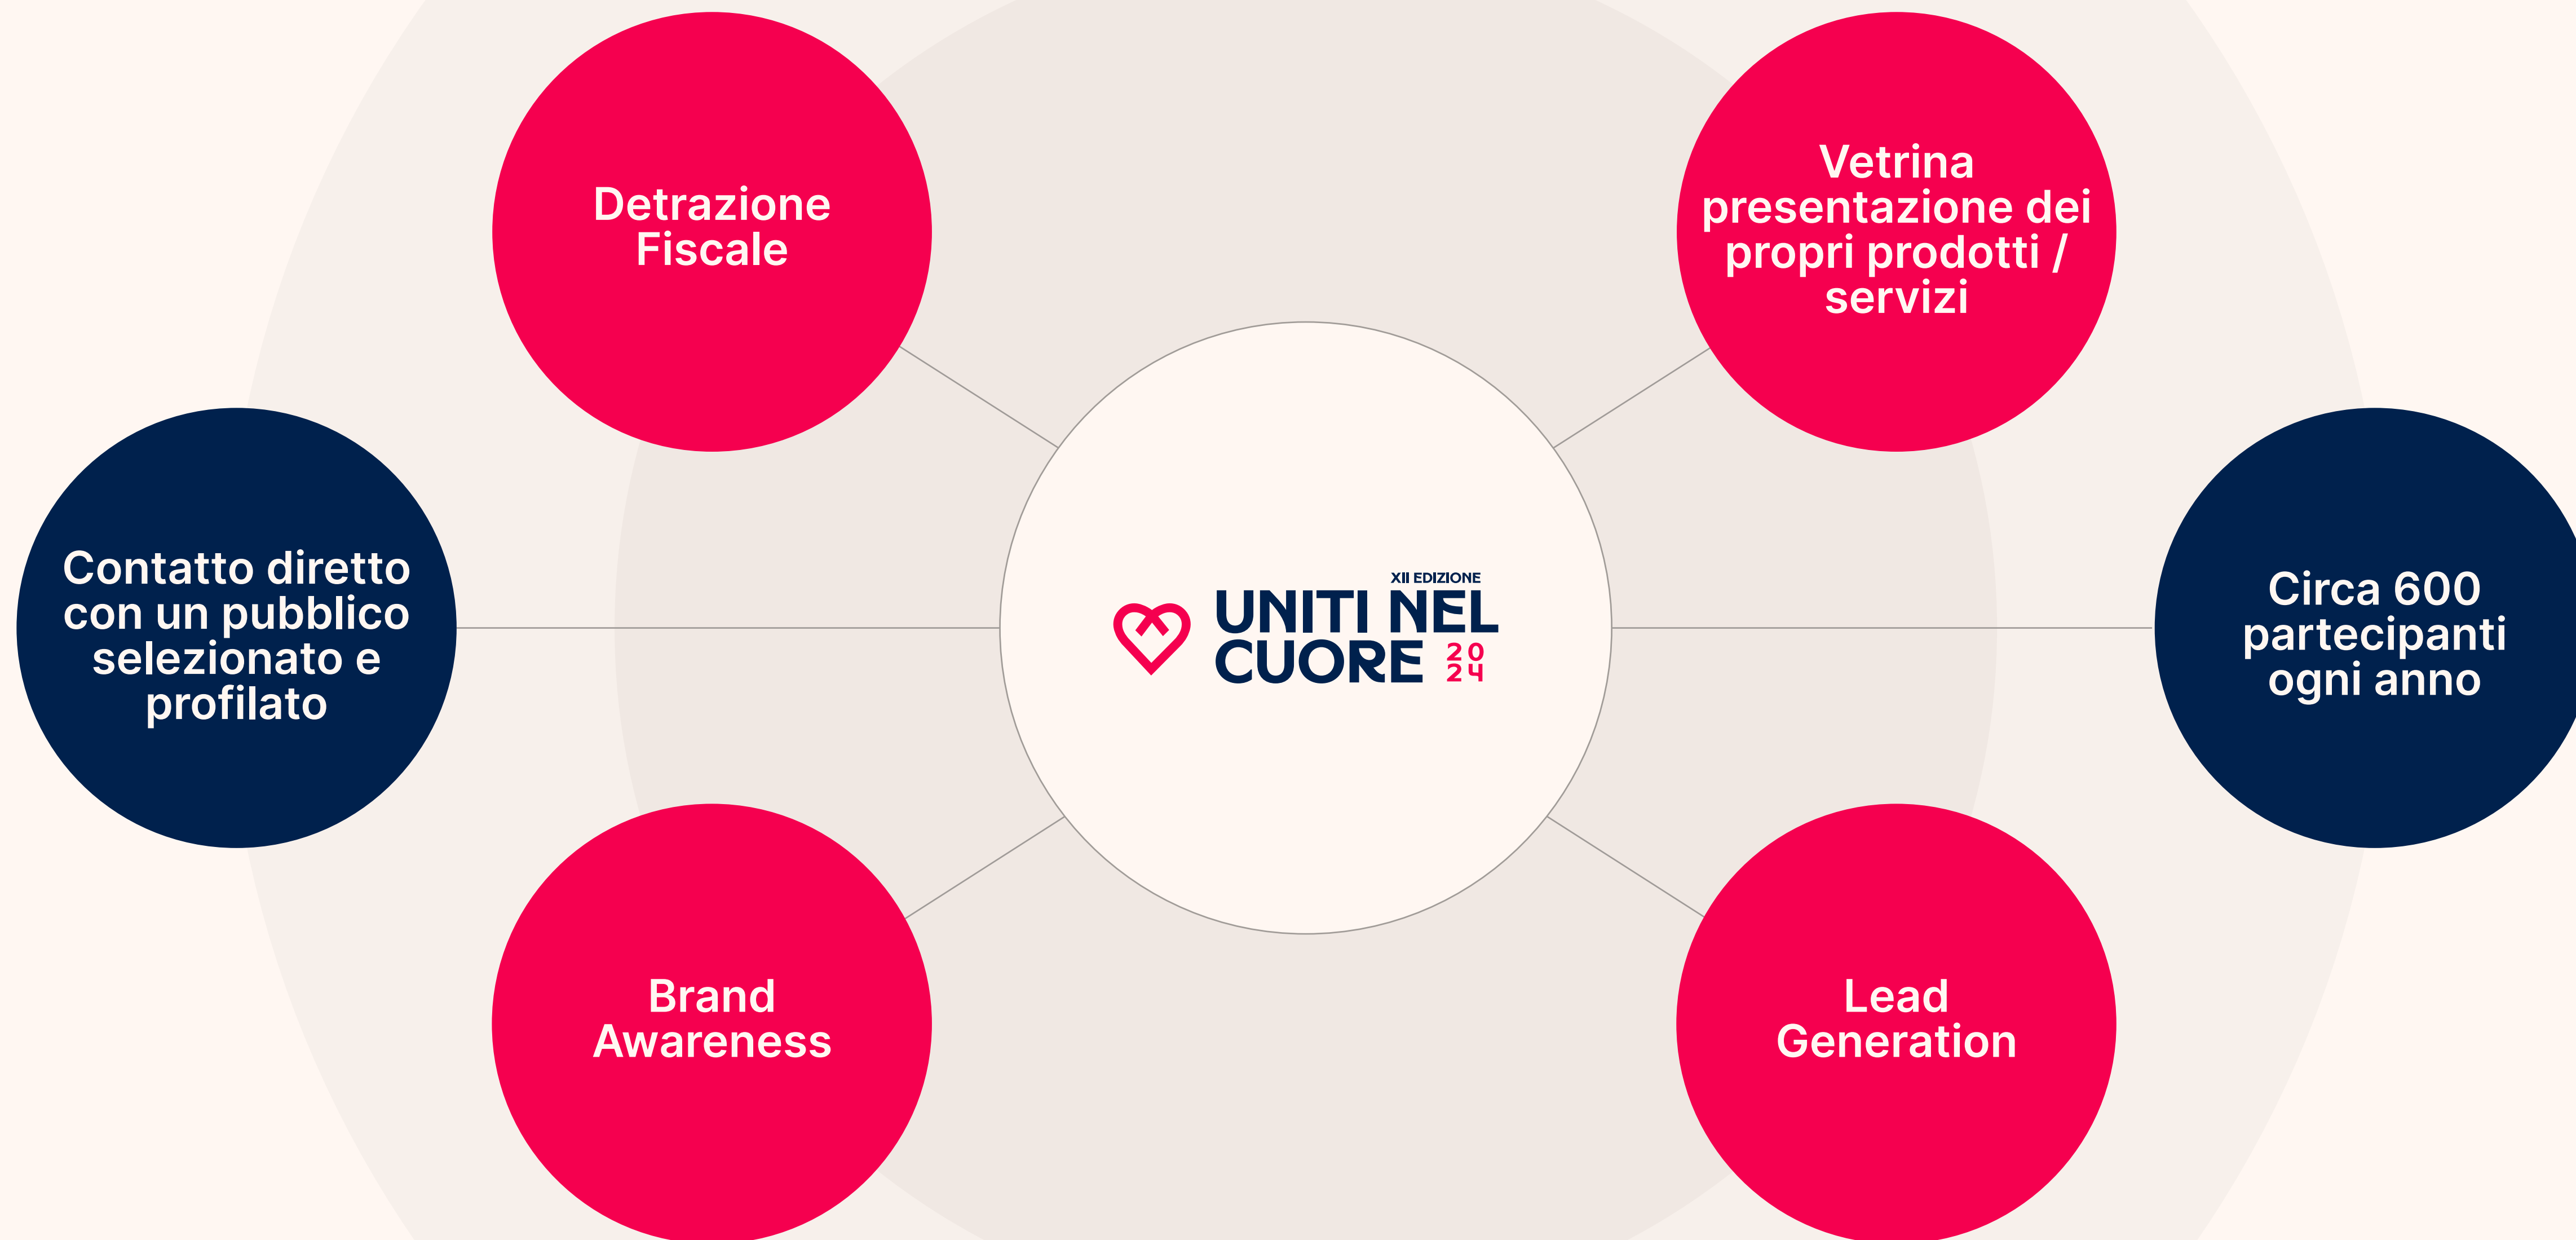 Detrazione
Fiscale
Vetrina
presentazione dei
propri prodotti /
servizi
Contatto diretto
con un pubblico
selezionato e
profilato
XII EDIZIONE
UNITI NEL
CUORE
20
24
Circa 600
partecipanti
ogni anno
Brand
Awareness
Lead
Generation